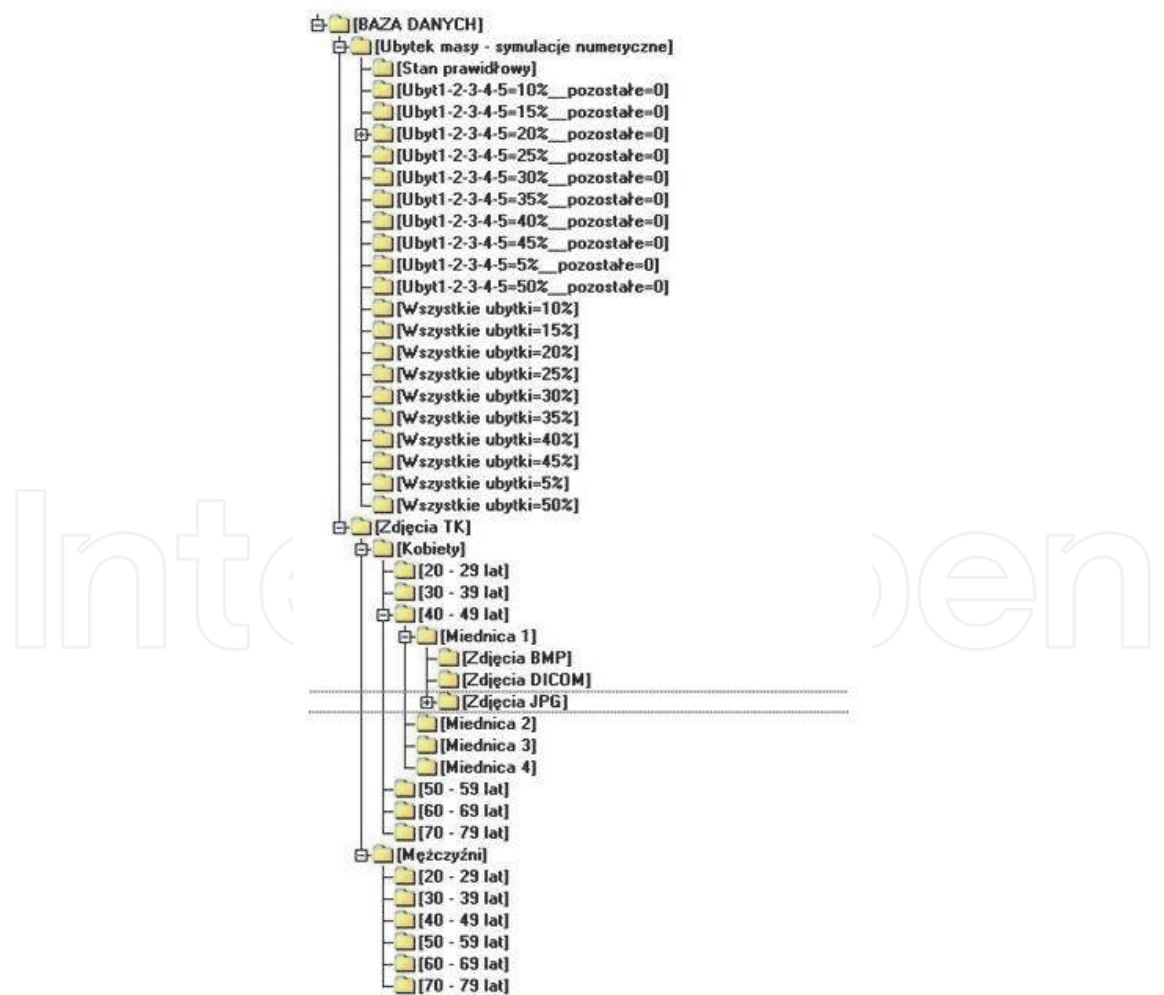 [BAZA DANYCH]
[Ubytek masy - symulacje numeryczne]
[Stan prawidłowy]
[Ubyt1-2-3-4-5=10%__pozostałe=0]
[Ubyt1-2-3-4-5=15%__pozostałe=0]
[Ubyt1-2-3-4-5=20%__pozostałe=0]
[Ubyt1-2-3-4-5=25%__pozostałe=0]
[Ubyt1-2-3-4-5=30%__pozostałe=0]
[Ubyt1-2-3-4-5=35%__pozostałe=0]
[Ubyt1-2-3-4-5=40%__pozostałe=0]
[Ubyt1-2-3-4-5=45%__pozostałe=0]
[Ubyt1-2-3-4-5=5%__pozostałe=0]
[Ubyt1-2-3-4-5=50%__pozostałe=0]
[Wszystkie ubytki=10%]
[Wszystkie ubytki=15%]
[Wszystkie ubytki=20%]
[Wszystkie ubytki=25%]
[Wszystkie ubytki=30%]
[Wszystkie ubytki=35%]
[Wszystkie ubytki=40%]
[Wszystkie ubytki=45%]
[Wszystkie ubytki=5%]
[Wszystkie ubytki=50%]
[Zdjęcia TK]
[Kobiety]
[20 - 29 lat]
[30 - 39 lat]
[40 - 49 lat]
[Miednica 1]
[Zdjęcia BMP]
[Zdjęcia DICOM]
[Zdjęcia JPG]
[Miednica 2]
[Miednica 3]
[Miednica 4]
[50 - 59 lat]
[60 - 69 lat]
[70 - 79 lat]
[Mężczyźni]
[20 - 29 lat]
[30 - 39 lat]
[40 - 49 lat]
[50 - 59 lat]
[60 - 69 lat]
[70 - 79 lat]